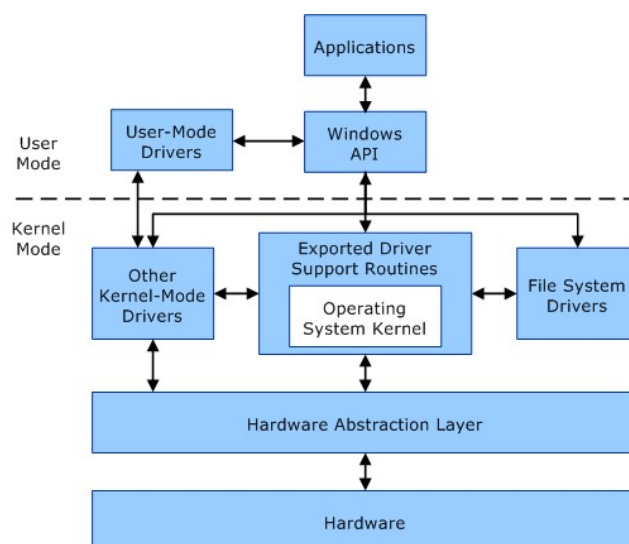 Applications
User-Mode
Drivers
Windows
API
User
Mode
Kernel
Mode
Other
Kernel-Mode
Drivers
Exported Driver
Support Routines
Operating
System Kernel
File System
Drivers
Hardware Abstraction Layer
Hardware